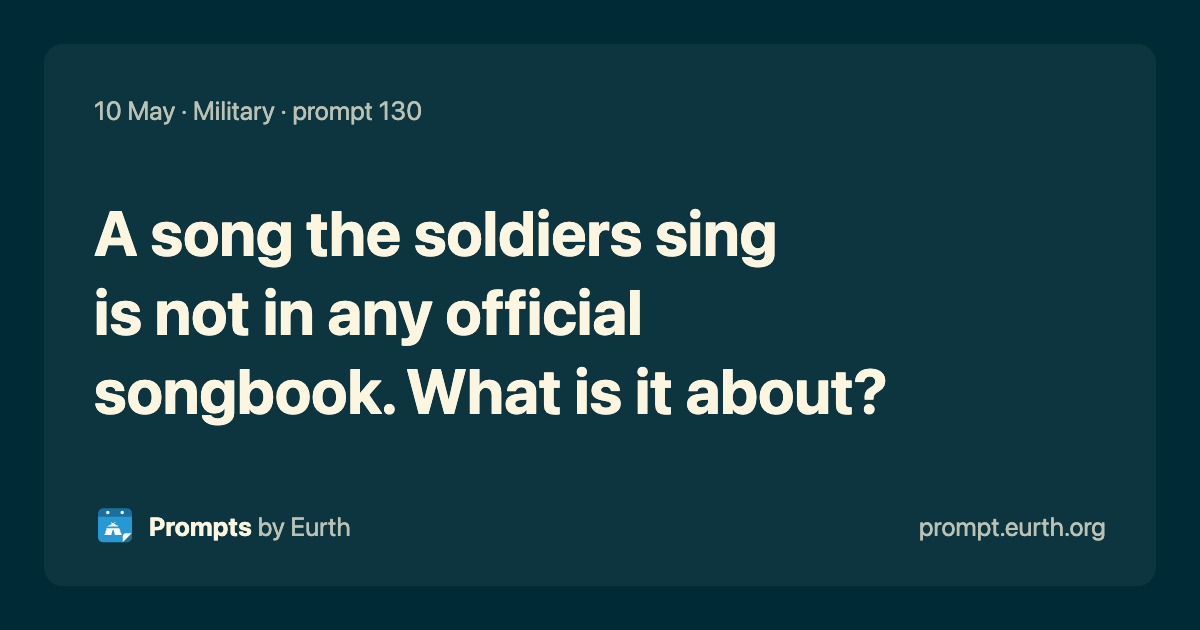 10 May · Military · prompt 130
A song the soldiers sing
is not in any official
songbook. What is it about?
Prompts by Eurth
prompt.eurth.org